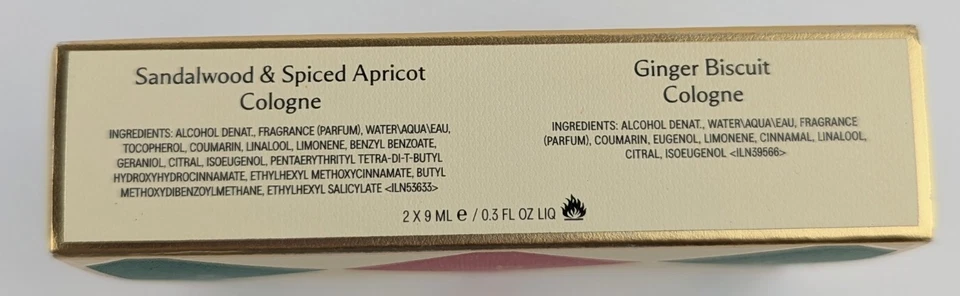 Sandalwood & Spiced Apricot
Cologne
INGREDIENTS: ALCOHOL DENAT., FRAGRANCE (PARFUM), WATER\AQUA\EAU,
TOCOPHEROL, COUMARIN, LINALOOL, LIMONENE, BENZYL BENZOATE,
GERANIOL, CITRAL, ISOEUGENOL, PENTAERYTHRITYL TETRA-DI-T-BUTYL
HYDROXYHYDROCINNAMATE, ETHYLHEXYL METHOXYCINNAMATE, BUTYL
METHOXYDIBENZOYLMETHANE, ETHYLHEXYL SALICYLATE <ILN53633>
Ginger Biscuit
Cologne
INGREDIENTS: ALCOHOL DENAT., WATER\AQUA\EAU, FRAGRANCE
(PARFUM), COUMARIN, EUGENOL, LIMONENE, CINNAMAL, LINALOOL,
CITRAL, ISOEUGENOL <ILN39566>
2 X 9 ML e / 0.3 FL OZ LIQ